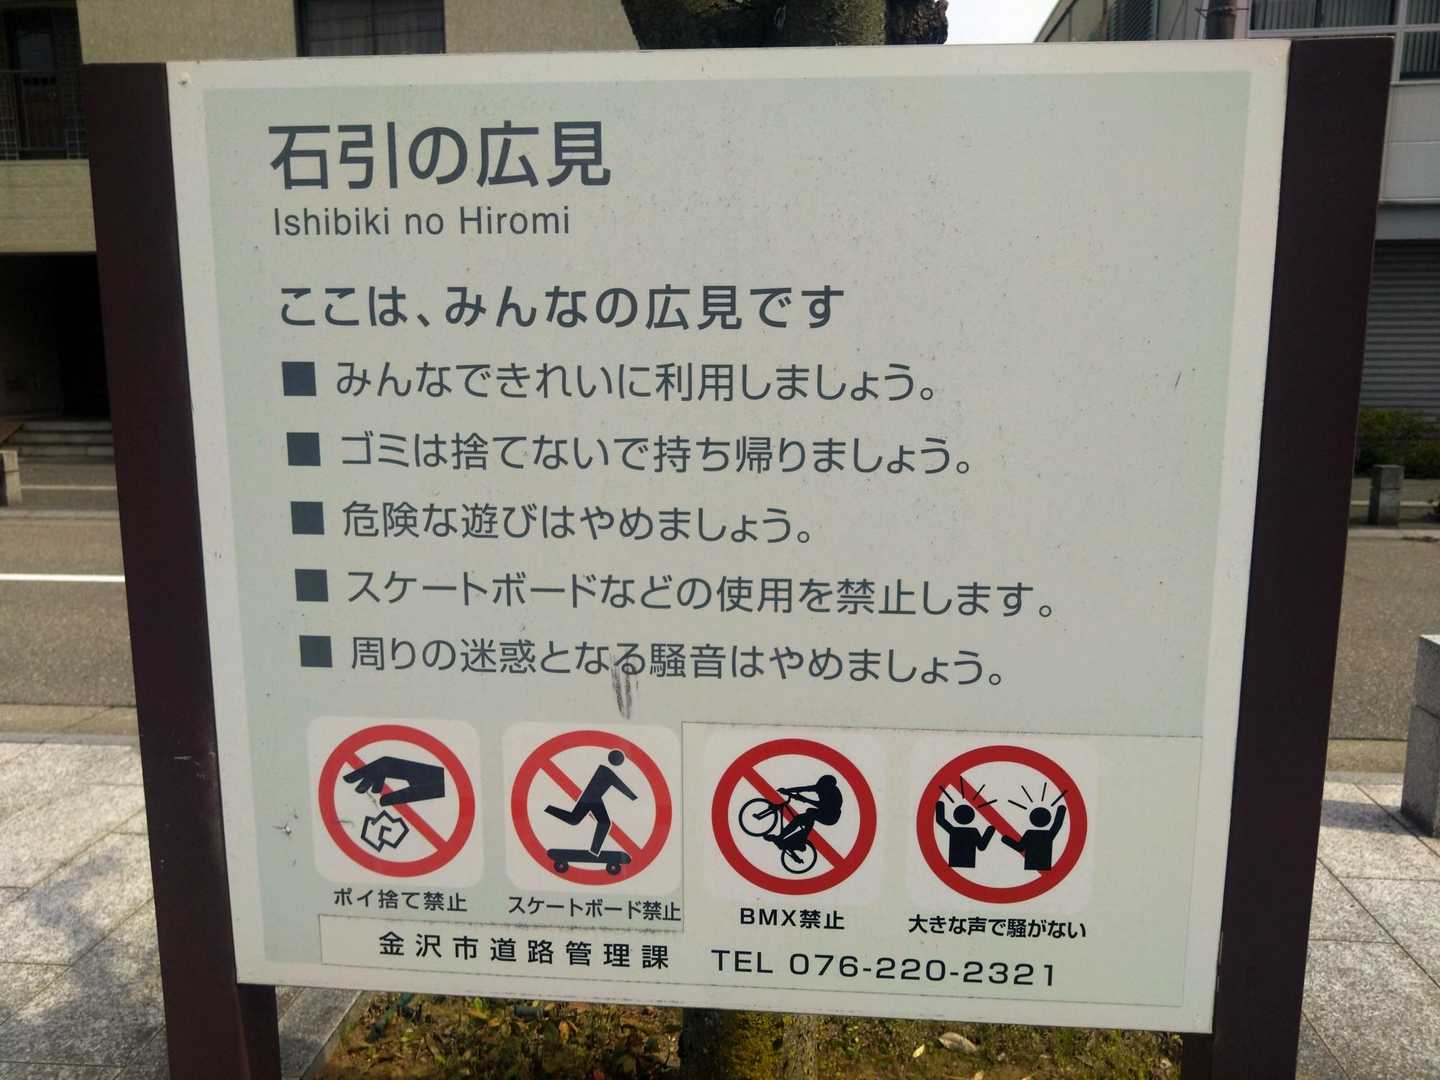 石引の広見
Ishibiki no Hiromi
ここは、みんなの広見です
■ みんなできれいに利用しましょう。
■ ゴミは捨てないで持ち帰りましょう。
■ 危険な遊びはやめましょう。
■ スケートボードなどの使用を禁止します。
■ 周りの迷惑となる騒音はやめましょう。
ポイ捨て禁止
スケートボード禁止
BMX禁止
大きな声で騒がない
金沢市道路管理課 TEL 076-220-2321